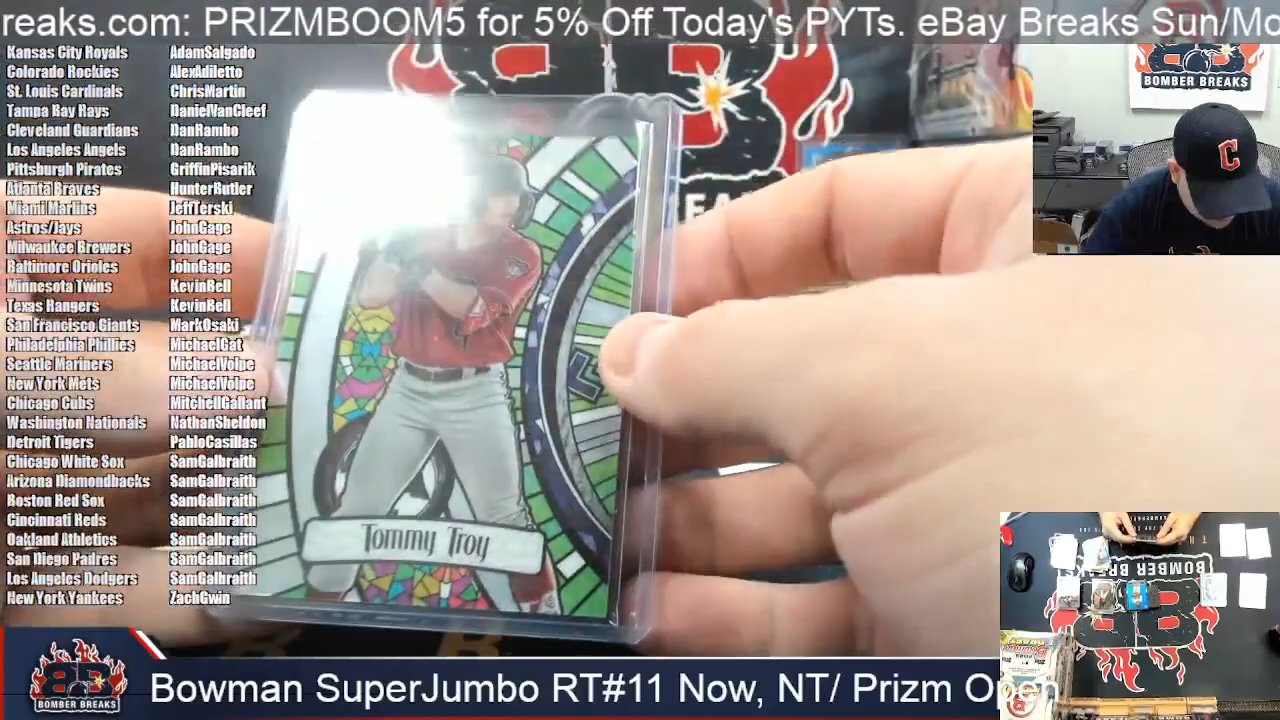 reaks.com: PRIZMBOOM5 for 5% Off Today's PYTs. eBay Breaks Sun/Mo
Kansas City Royals AdamSalgado
Colorado Rockies AlexAdiletto
St. Louis Cardinals ChrisMartin
Tampa Bay Rays DanielVanCleef
Cleveland Guardians DanRambo
Los Angeles Angels DanRambo
Pittsburgh Pirates GriffinPisarik
Atlanta Braves HunterButler
Miami Marlins JeffTerski
Astros/Jays JohnGage
Milwaukee Brewers JohnGage
Baltimore Orioles JohnGage
Minnesota Twins KevinBell
Texas Rangers KevinBell
San Francisco Giants MarkOsaki
Philadelphia Phillies MichaelGat
Seattle Mariners MichaelVolpe
New York Mets MichaelVolpe
Chicago Cubs MitchellGallant
Washington Nationals NathanSheldon
Detroit Tigers PabloCasillas
Chicago White Sox SamGalbraith
Arizona Diamondbacks SamGalbraith
Boston Red Sox SamGalbraith
Cincinnati Reds SamGalbraith
Oakland Athletics SamGalbraith
San Diego Padres SamGalbraith
Los Angeles Dodgers SamGalbraith
New York Yankees ZachGwin
Tommy Troy
BOMBER BREAKS
C
BOMBER BREAKS
BOMBER BREAKS
Bowman SuperJumbo RT#11 Now, NT/ Prizm Open